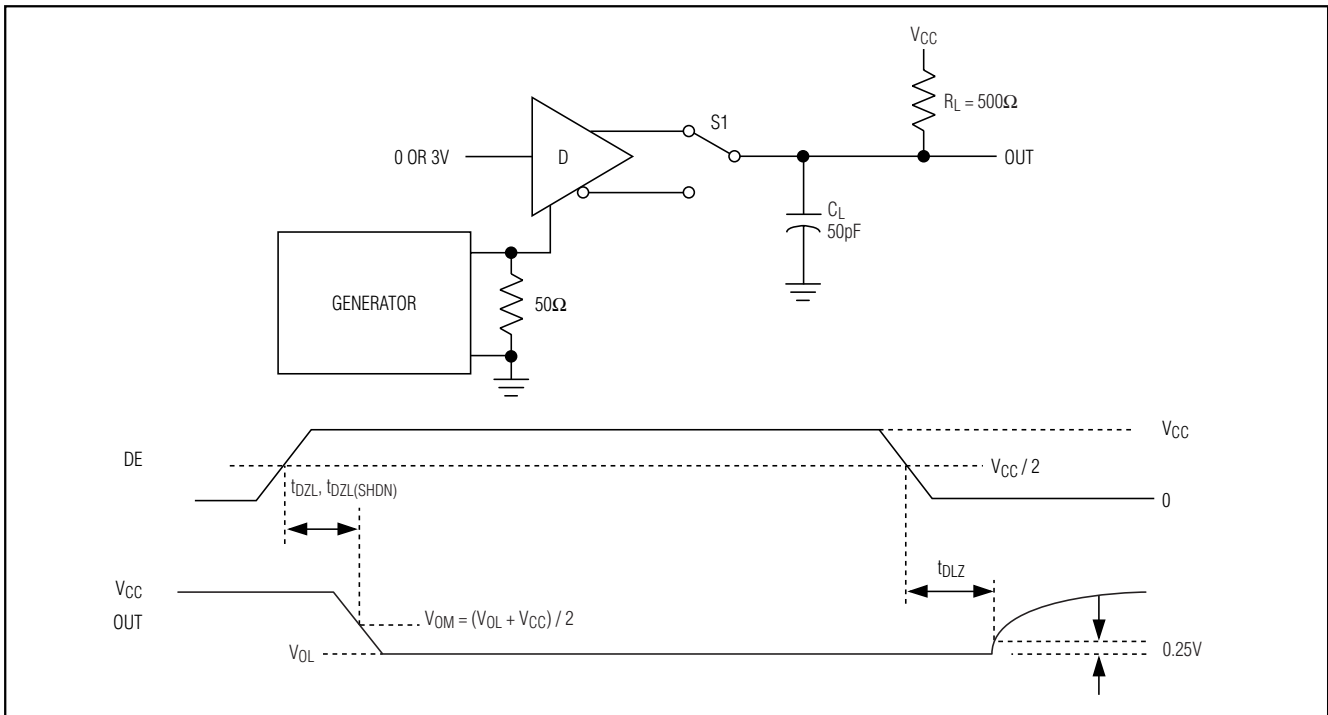 VCC
RL = 500Ω
S1
0 OR 3V
D
OUT
CL
50pF
GENERATOR
50Ω
VCC
DE
VCC / 2
tDZL, tDZL(SHDN)
0
tDLZ
VCC
OUT
VOM = (VOL + VCC) / 2
VOL
0.25V